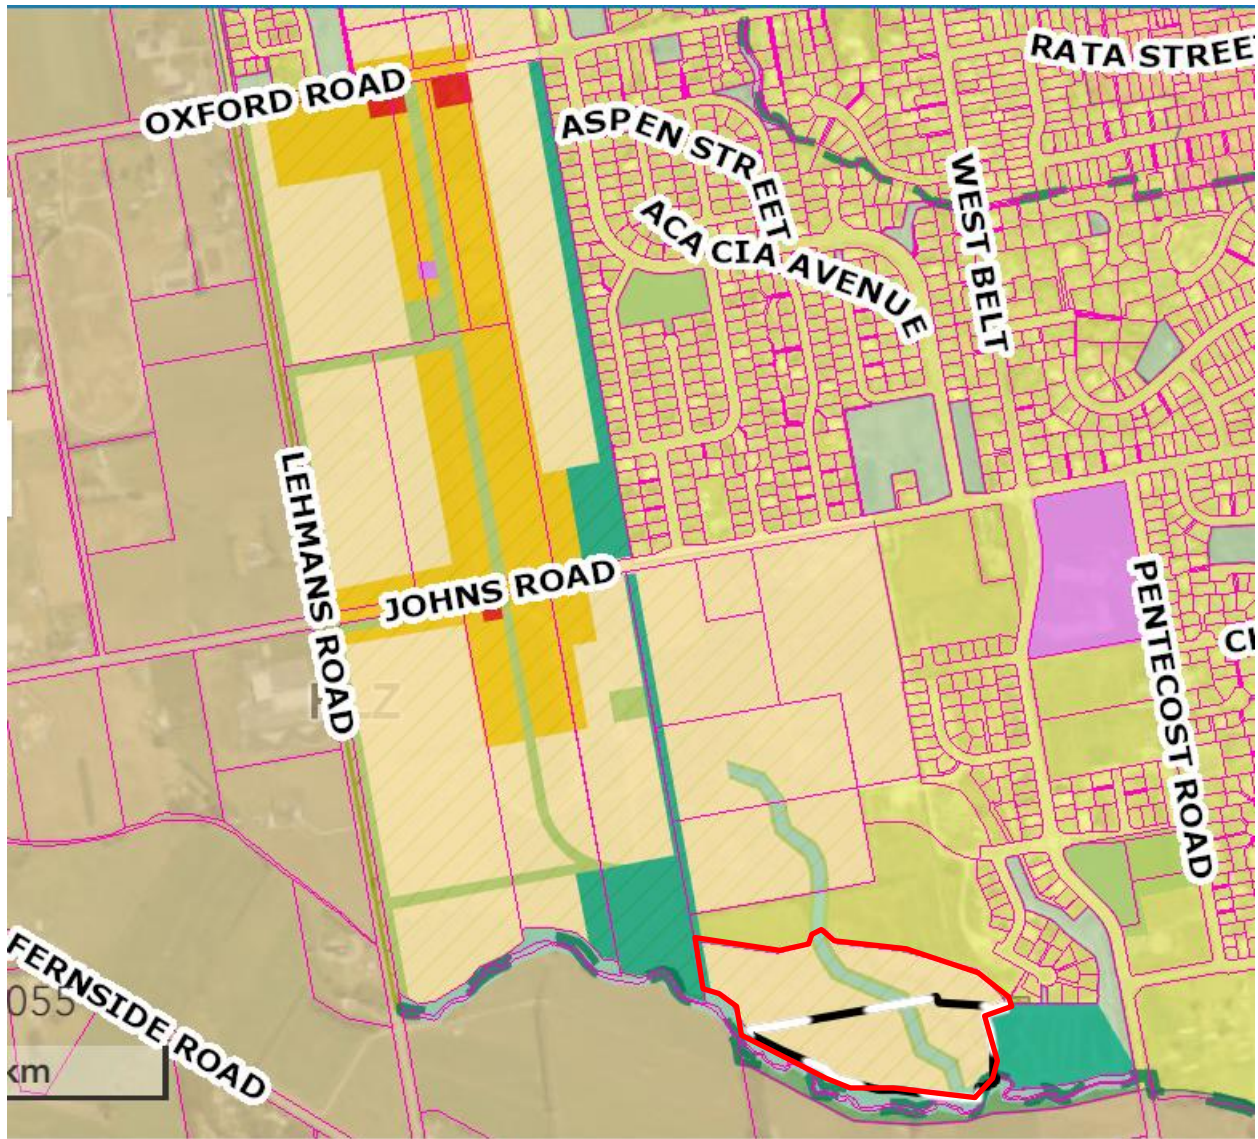 RATA STREET
OXFORD ROAD
ASPEN STREET
ACACIA AVENUE
WEST BELT
LEHMANS ROAD
JOHNS ROAD
PENTECOST ROAD
FERNSIDE ROAD
055
km